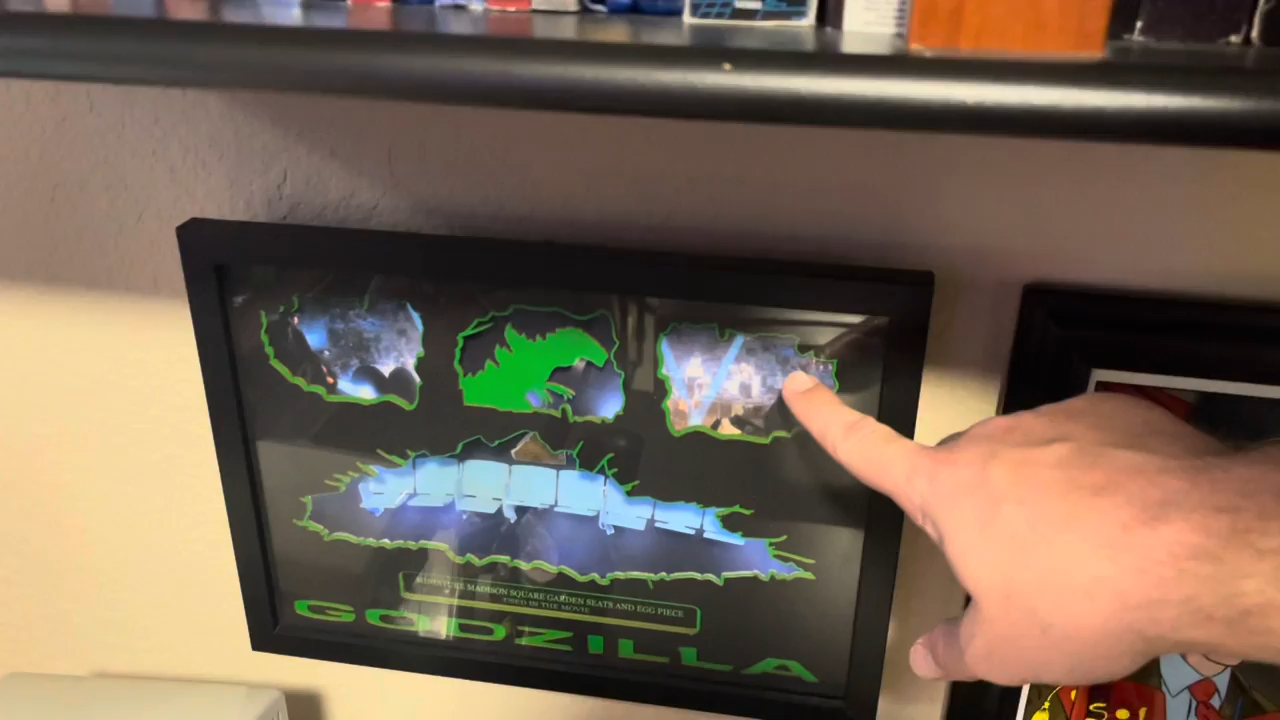 MINIATURE MADISON SQUARE GARDEN SEATS AND EGG PIECE
USED IN THE MOVIE
GODZILLA